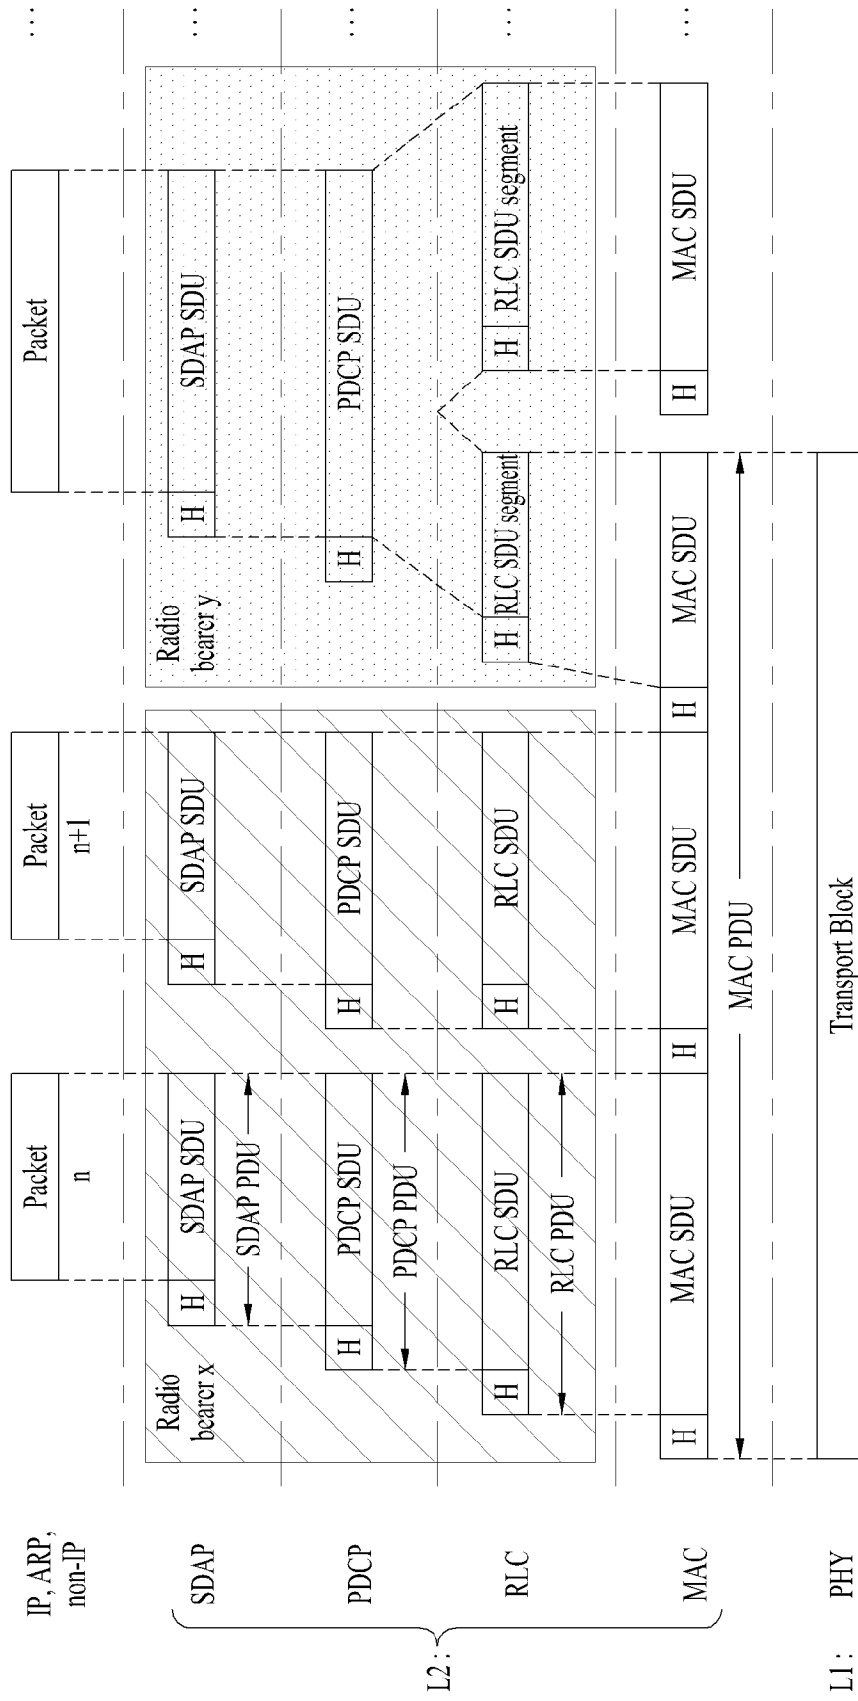 IP, ARP,
non-IP
Packet
n
Packet
n+1
Packet
...
SDAP
Radio
bearer x
H SDAP SDU
SDAP PDU
H SDAP SDU
Radio
bearer y
H SDAP SDU
L2 :
PDCP
H PDCP SDU
PDCP PDU
H PDCP SDU
H PDCP SDU
...
RLC
H RLC SDU
RLC PDU
H RLC SDU
H RLC SDU segment
H RLC SDU segment
...
MAC
H MAC SDU
H MAC SDU
H MAC SDU
H MAC SDU
...
MAC PDU
L1 : PHY
Transport Block